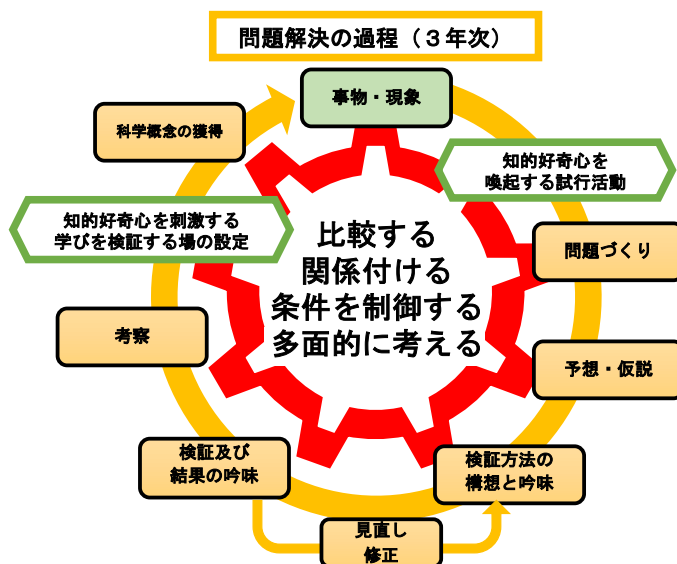 問題解決の過程（３年次）
事物・現象
知的好奇心を
喚起する試行活動
問題づくり
予想・仮説
検証方法の
構想と吟味
見直し
修正
検証及び
結果の吟味
考察
知的好奇心を刺激する
学びを検証する場の設定
科学概念の獲得
比較する
関係付ける
条件を制御する
多面的に考える